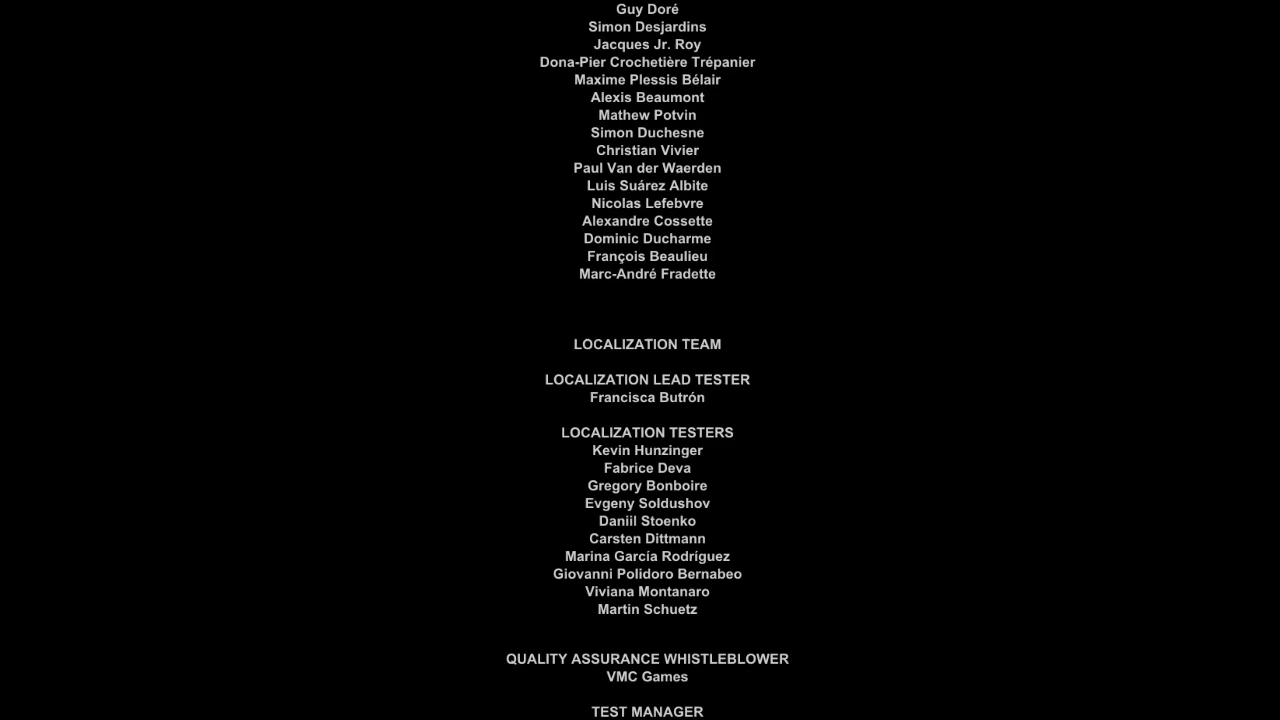 Guy Doré
Simon Desjardins
Jacques Jr. Roy
Dona-Pier Crochetière Trépanier
Maxime Plessis Bélair
Alexis Beaumont
Mathew Potvin
Simon Duchesne
Christian Vivier
Paul Van der Waerden
Luis Suárez Albite
Nicolas Lefebvre
Alexandre Cossette
Dominic Ducharme
François Beaulieu
Marc-André Fradette
LOCALIZATION TEAM
LOCALIZATION LEAD TESTER
Francisca Butrón
LOCALIZATION TESTERS
Kevin Hunzinger
Fabrice Deva
Gregory Bonboire
Evgeny Soldushov
Daniil Stoenko
Carsten Dittmann
Marina García Rodríguez
Giovanni Polidoro Bernabeo
Viviana Montanaro
Martin Schuetz
QUALITY ASSURANCE WHISTLEBLOWER
VMC Games
TEST MANAGER